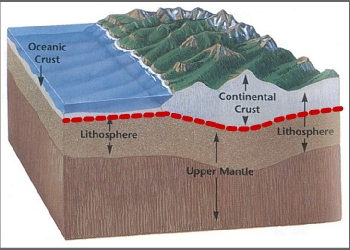 Oceanic
Crust
Continental
Crust
Lithosphere
Lithosphere
Upper Mantle